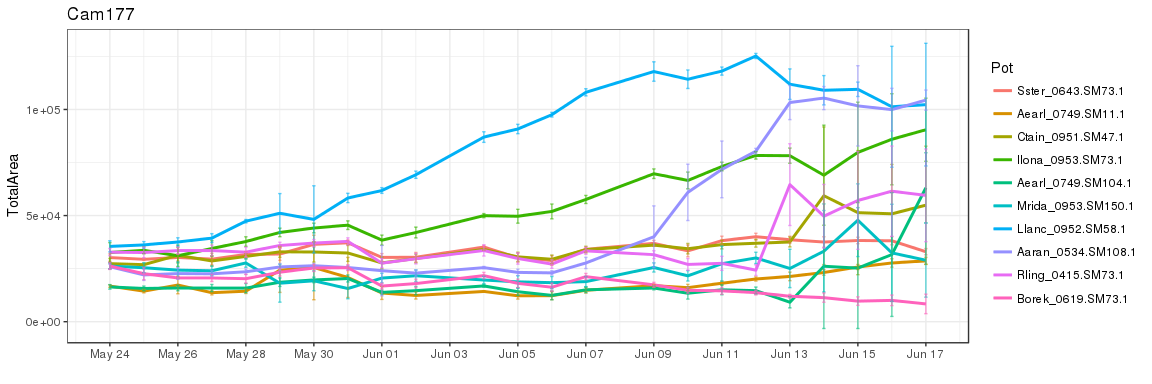 Cam177
TotalArea
1e+05
5e+04
0e+00
May 24 May 26 May 28 May 30 Jun 01 Jun 03 Jun 05 Jun 07 Jun 09 Jun 11 Jun 13 Jun 15 Jun 17
Pot
Sster_0643.SM73.1
Aearl_0749.SM11.1
Ctain_0951.SM47.1
Ilona_0953.SM73.1
Aearl_0749.SM104.1
Mrida_0953.SM150.1
Llanc_0952.SM58.1
Aaran_0534.SM108.1
Rling_0415.SM73.1
Borek_0619.SM73.1